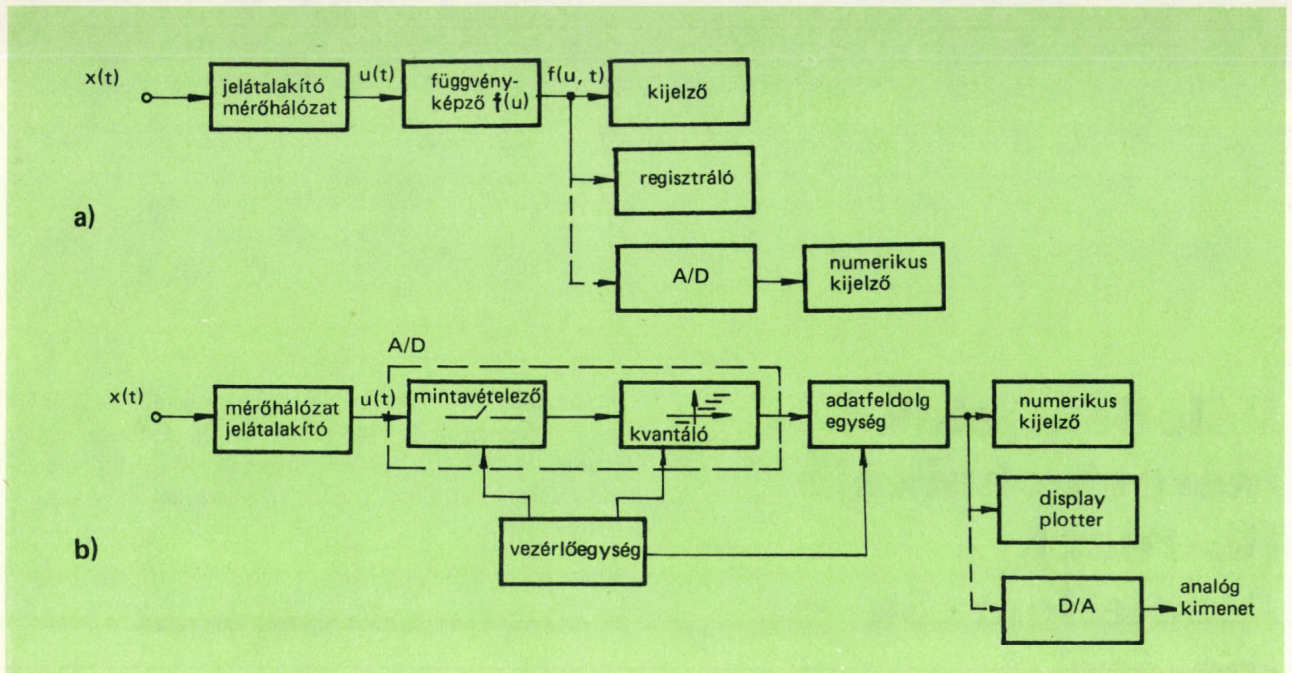 x(t)
jelátalakító
mérőhálózat
u(t)
függvény-
képző f(u)
f(u, t)
kijelző
regisztráló
a)
A/D
numerikus
kijelző
A/D
x(t)
mérőhálózat
jelátalakító
u(t)
mintavételező
kvantáló
adatfeldolg
egység
numerikus
kijelző
display
plotter
b)
vezérlőegység
D/A
analóg
kimenet